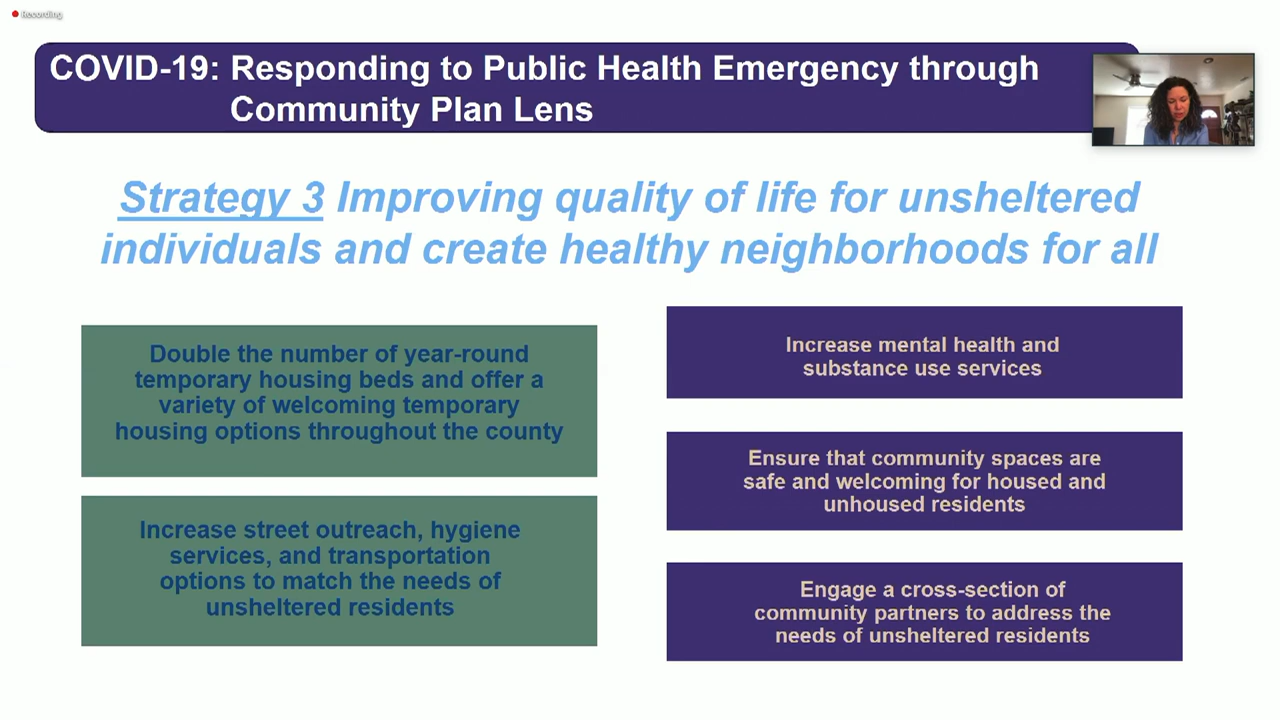 Recording
COVID-19: Responding to Public Health Emergency through
Community Plan Lens
Strategy 3 Improving quality of life for unsheltered
individuals and create healthy neighborhoods for all
Double the number of year-round
temporary housing beds and offer a
variety of welcoming temporary
housing options throughout the county
Increase street outreach, hygiene
services, and transportation
options to match the needs of
unsheltered residents
Increase mental health and
substance use services
Ensure that community spaces are
safe and welcoming for housed and
unhoused residents
Engage a cross-section of
community partners to address the
needs of unsheltered residents